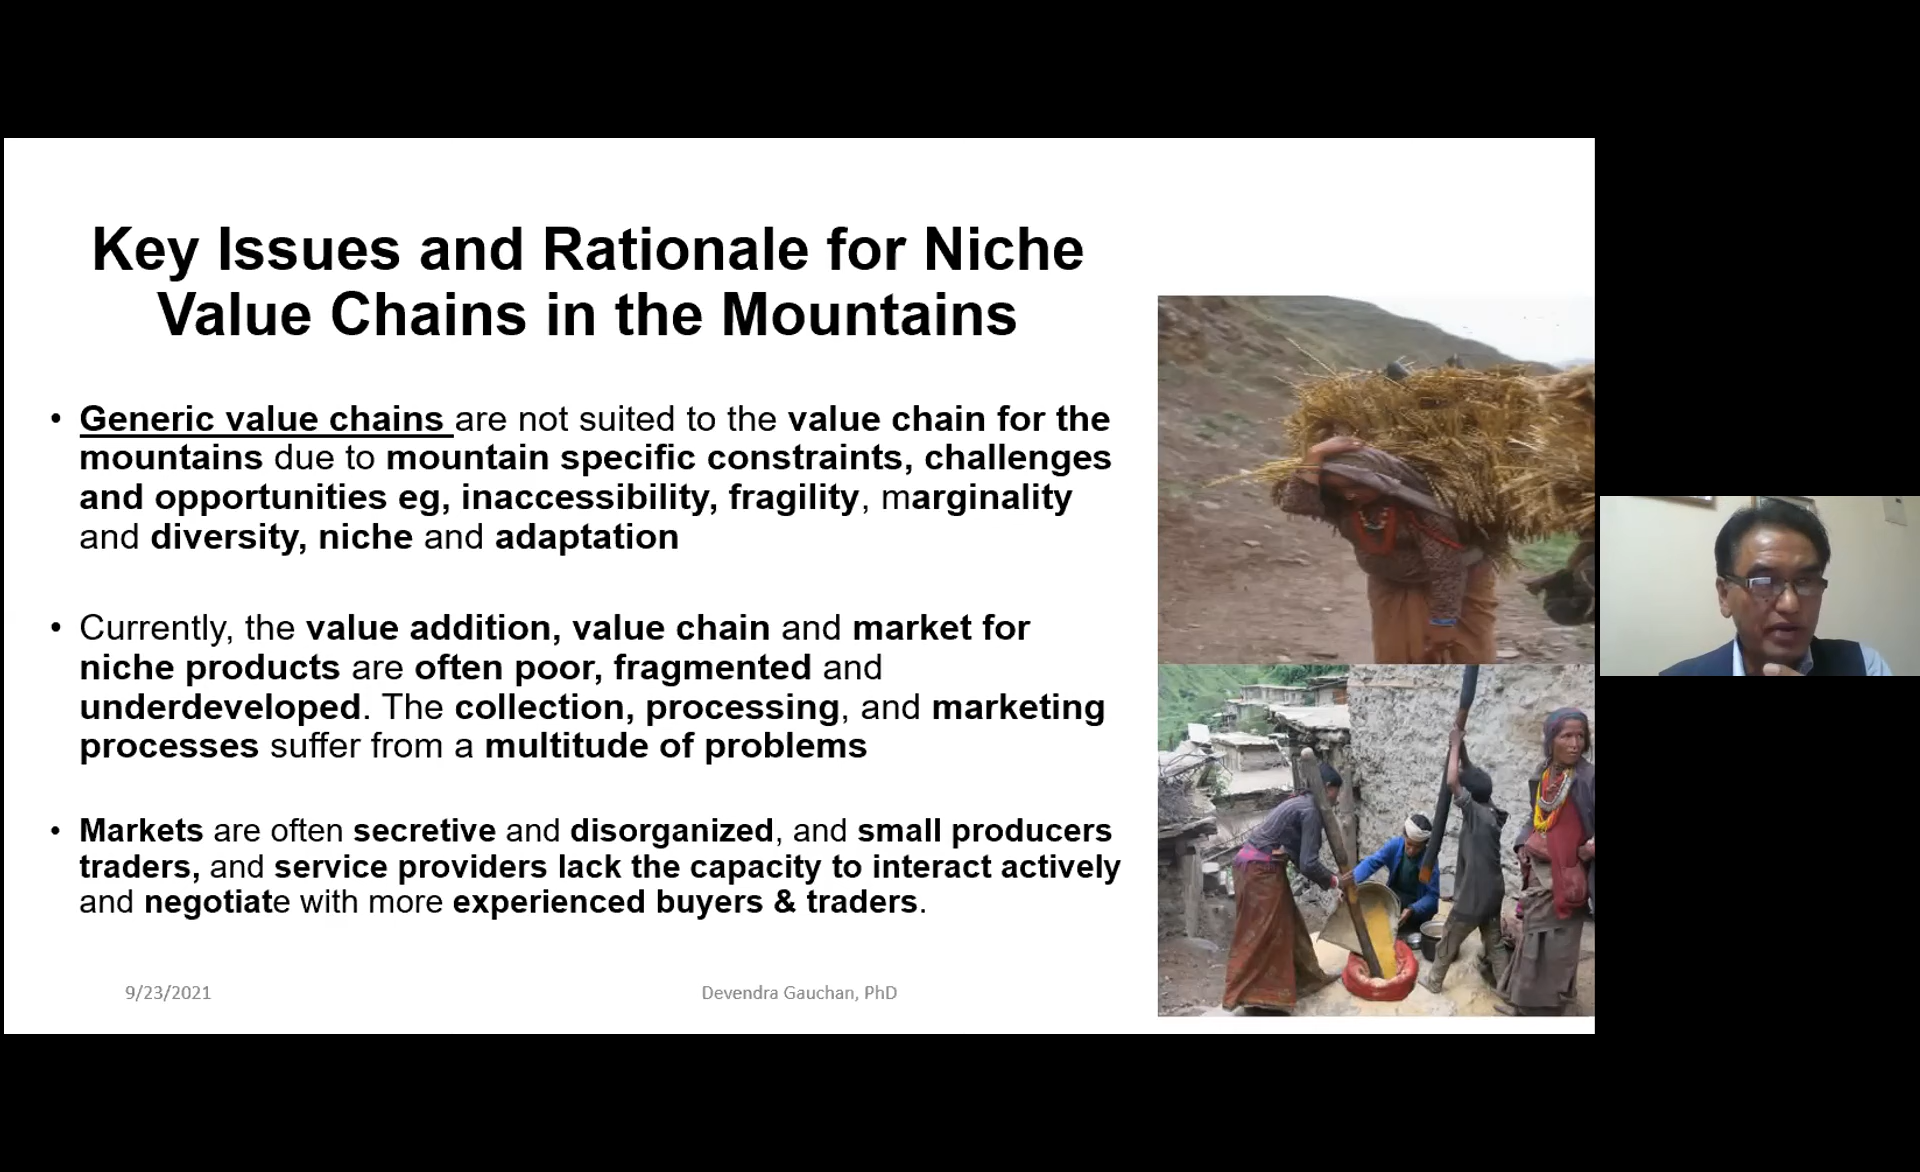 Key Issues and Rationale for Niche
Value Chains in the Mountains
• Generic value chains are not suited to the value chain for the
mountains due to mountain specific constraints, challenges
and opportunities eg, inaccessibility, fragility, marginality
and diversity, niche and adaptation
• Currently, the value addition, value chain and market for
niche products are often poor, fragmented and
underdeveloped. The collection, processing, and marketing
processes suffer from a multitude of problems
• Markets are often secretive and disorganized, and small producers
traders, and service providers lack the capacity to interact actively
and negotiate with more experienced buyers & traders.
9/23/2021
Devendra Gauchan, PhD